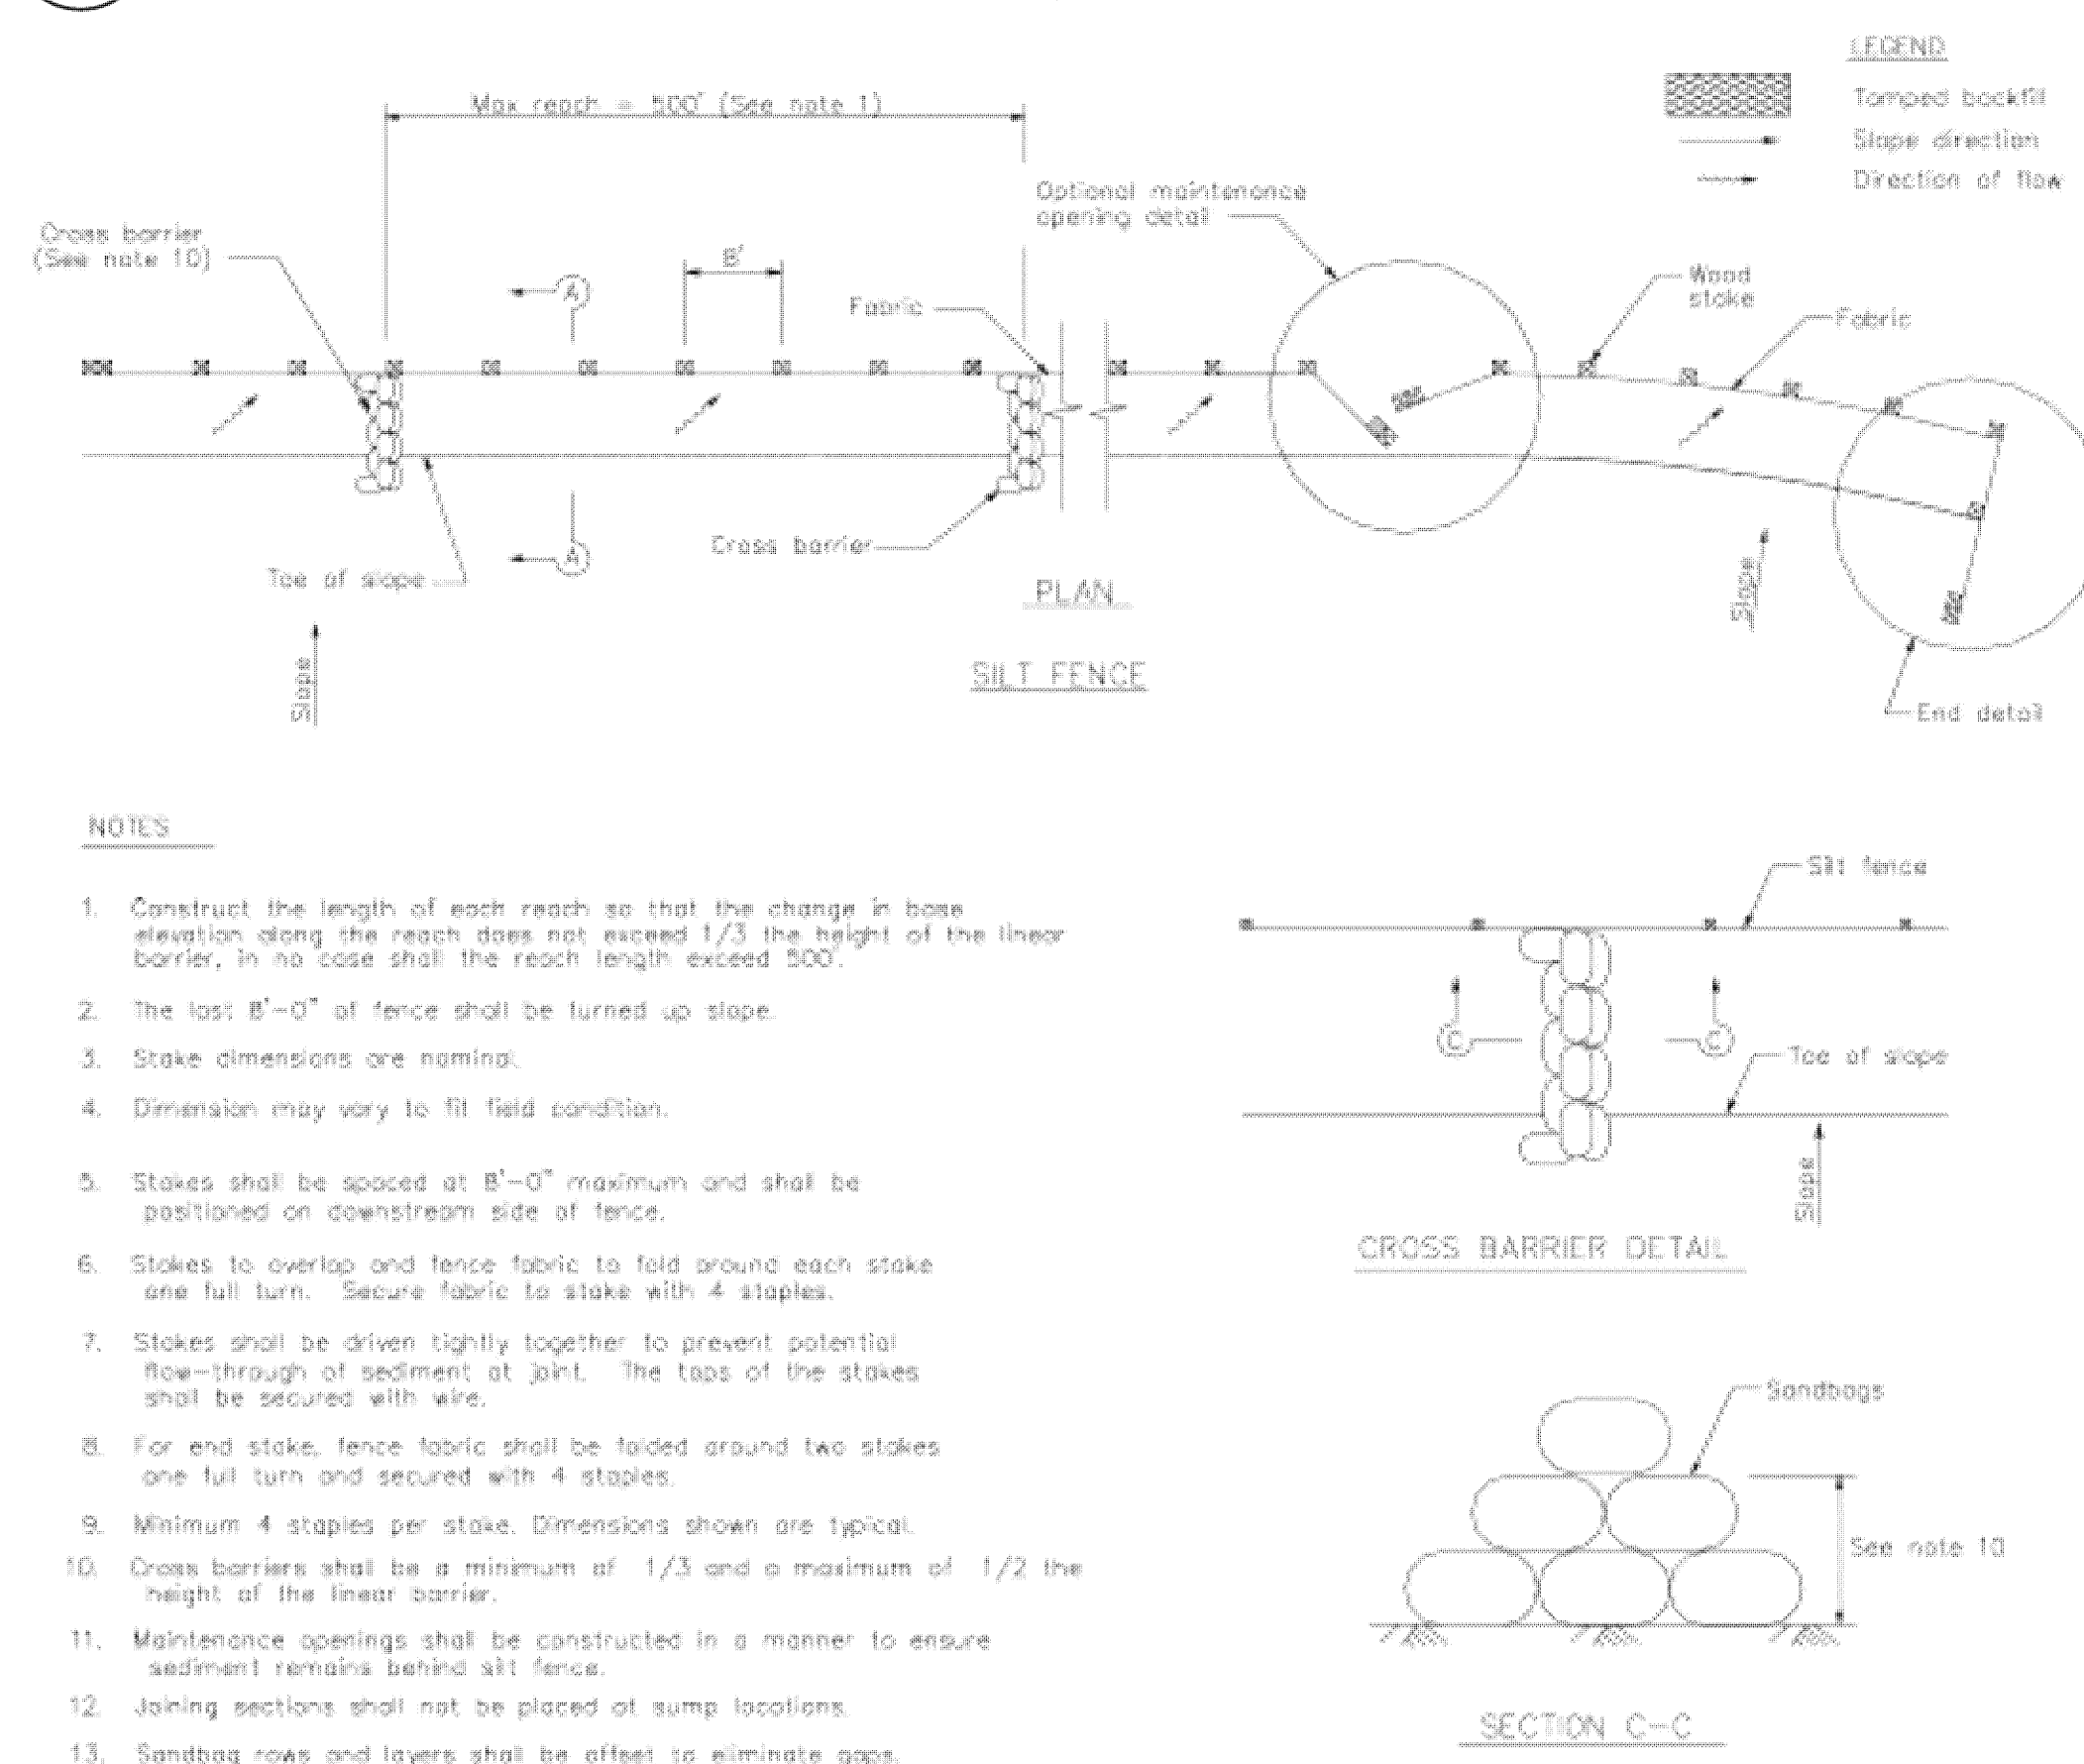 LEGEND
Tamped backfill
Slope direction
Direction of flow
Max reach = 500' (See note 1)
Optional maintenance
opening detail
Cross barrier
(See note 10)
8'
A
Fabric
Wood
stake
Fabric
Cross barrier
A
Toe of slope
PLAN
Slope
Slope
SILT FENCE
End detail
NOTES
1. Construct the length of each reach so that the change in base
elevation along the reach does not exceed 1/3 the height of the linear
barrier, in no case shall the reach length exceed 500'.
2. The last 8'-0" of fence shall be turned up slope.
3. Stake dimensions are nominal.
4. Dimension may vary to fit field condition.
5. Stakes shall be spaced at 8'-0" maximum and shall be
positioned on downstream side of fence.
6. Stakes to overlap and fence fabric to fold around each stake
one full turn. Secure fabric to stake with 4 staples.
7. Stakes shall be driven tightly together to prevent potential
flow-through of sediment at joint. The tops of the stakes
shall be secured with wire.
8. For end stake, fence fabric shall be folded around two stakes
one full turn and secured with 4 staples.
9. Minimum 4 staples per stake. Dimensions shown are typical.
10. Cross barriers shall be a minimum of 1/3 and a maximum of 1/2 the
height of the linear barrier.
11. Maintenance openings shall be constructed in a manner to ensure
sediment remains behind silt fence.
12. Joining sections shall not be placed at sump locations.
13. Sandbag rows and layers shall be offset to eliminate gaps.
Silt fence
C
C
Toe of slope
Slope
CROSS BARRIER DETAIL
Sandbags
See note 10
SECTION C-C